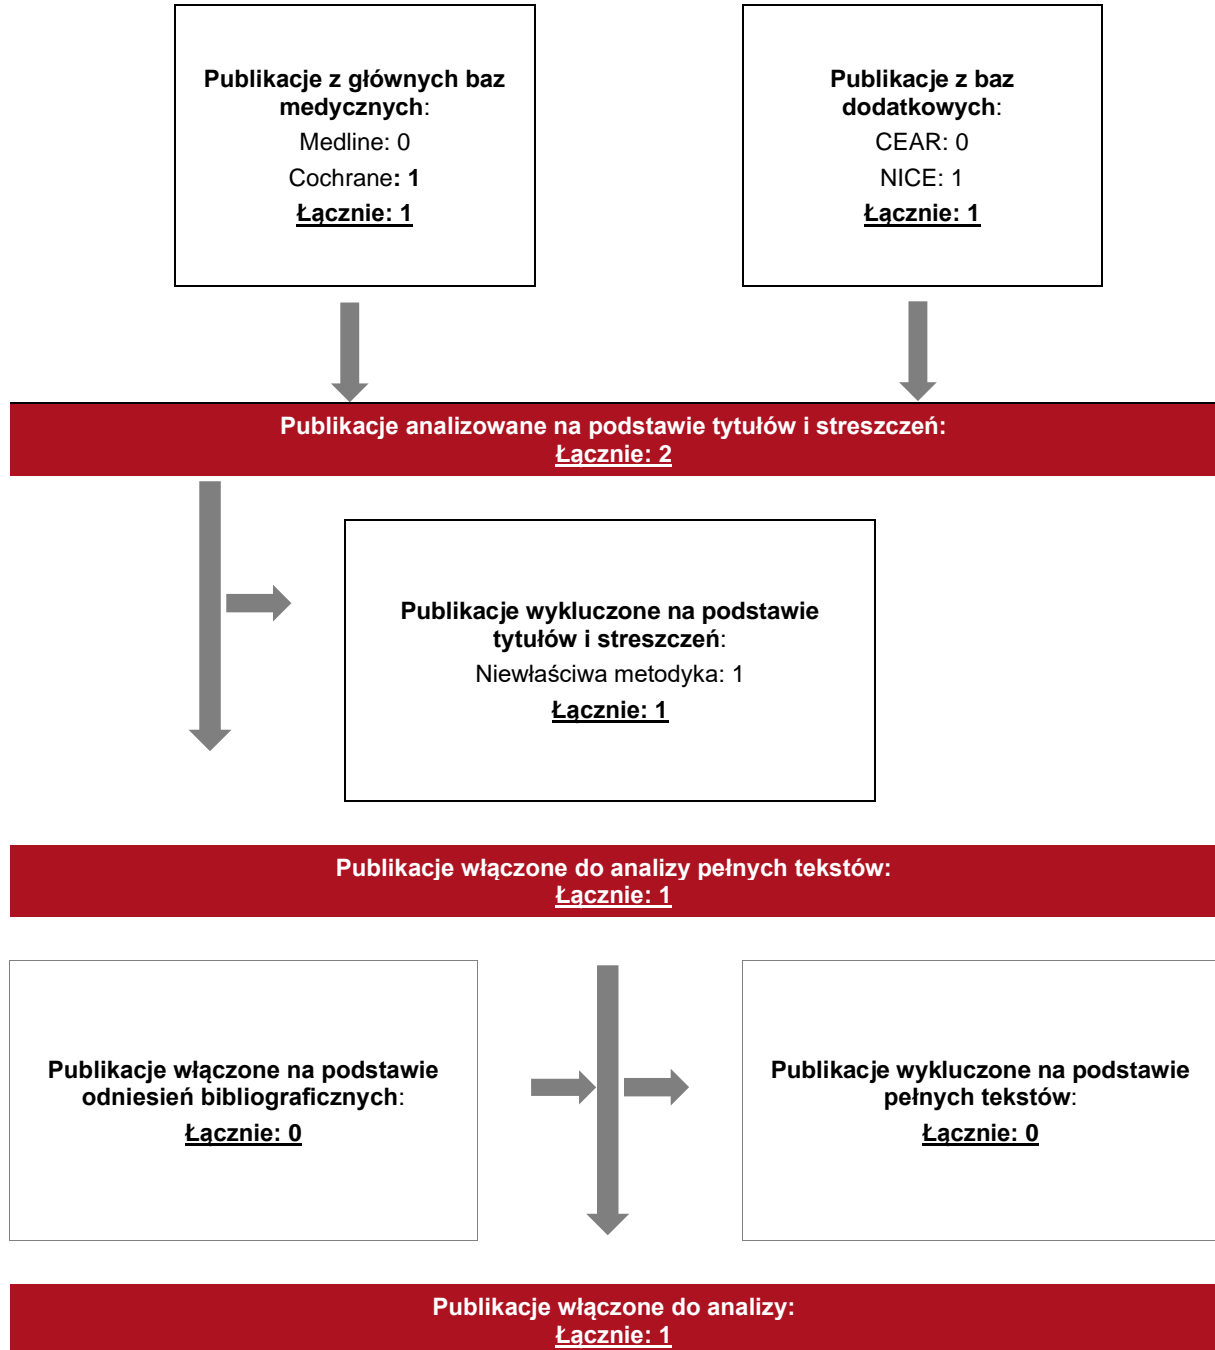 Publikacje z głównych baz
medycznych:
Medline: 0
Cochrane: 1
Łącznie: 1
Publikacje z baz
dodatkowych:
CEAR: 0
NICE: 1
Łącznie: 1
Publikacje analizowane na podstawie tytułów i streszczeń:
Łącznie: 2
Publikacje wykluczone na podstawie
tytułów i streszczeń:
Niewłaściwa metodyka: 1
Łącznie: 1
Publikacje włączone do analizy pełnych tekstów:
Łącznie: 1
Publikacje włączone na podstawie
odniesień bibliograficznych:
Łącznie: 0
Publikacje wykluczone na podstawie
pełnych tekstów:
Łącznie: 0
Publikacje włączone do analizy:
Łącznie: 1